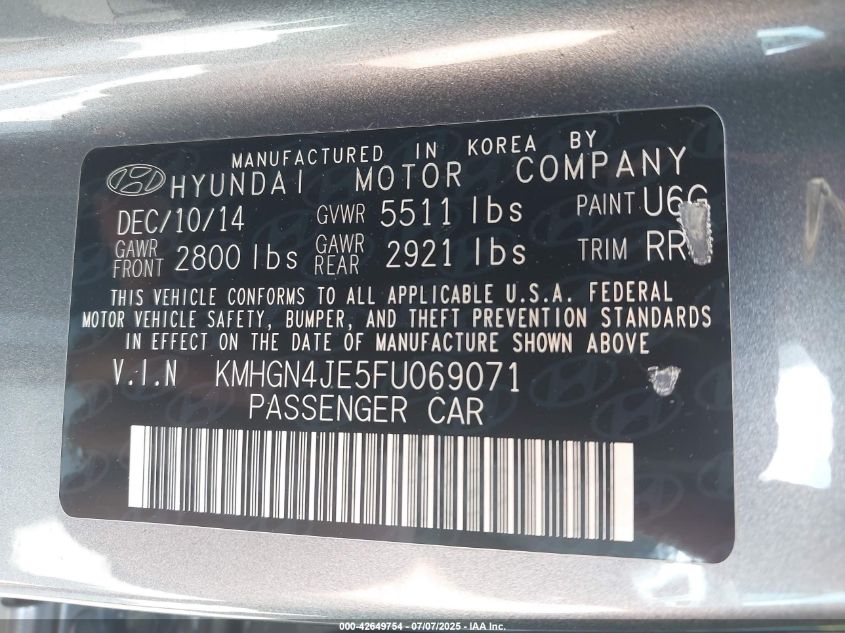 MANUFACTURED IN KOREA BY
HYUNDAI MOTOR COMPANY
DEC/10/14 GVWR 5511 lbs PAINT U6G
GAWR FRONT 2800 lbs GAWR REAR 2921 lbs TRIM RR
THIS VEHICLE CONFORMS TO ALL APPLICABLE U.S.A. FEDERAL
MOTOR VEHICLE SAFETY, BUMPER, AND THEFT PREVENTION STANDARDS
IN EFFECT ON THE DATE OF MANUFACTURE SHOWN ABOVE
V.I.N KMHGN4JE5FU069071
PASSENGER CAR
000-42649754 - 07/07/2025 - IAA Inc.